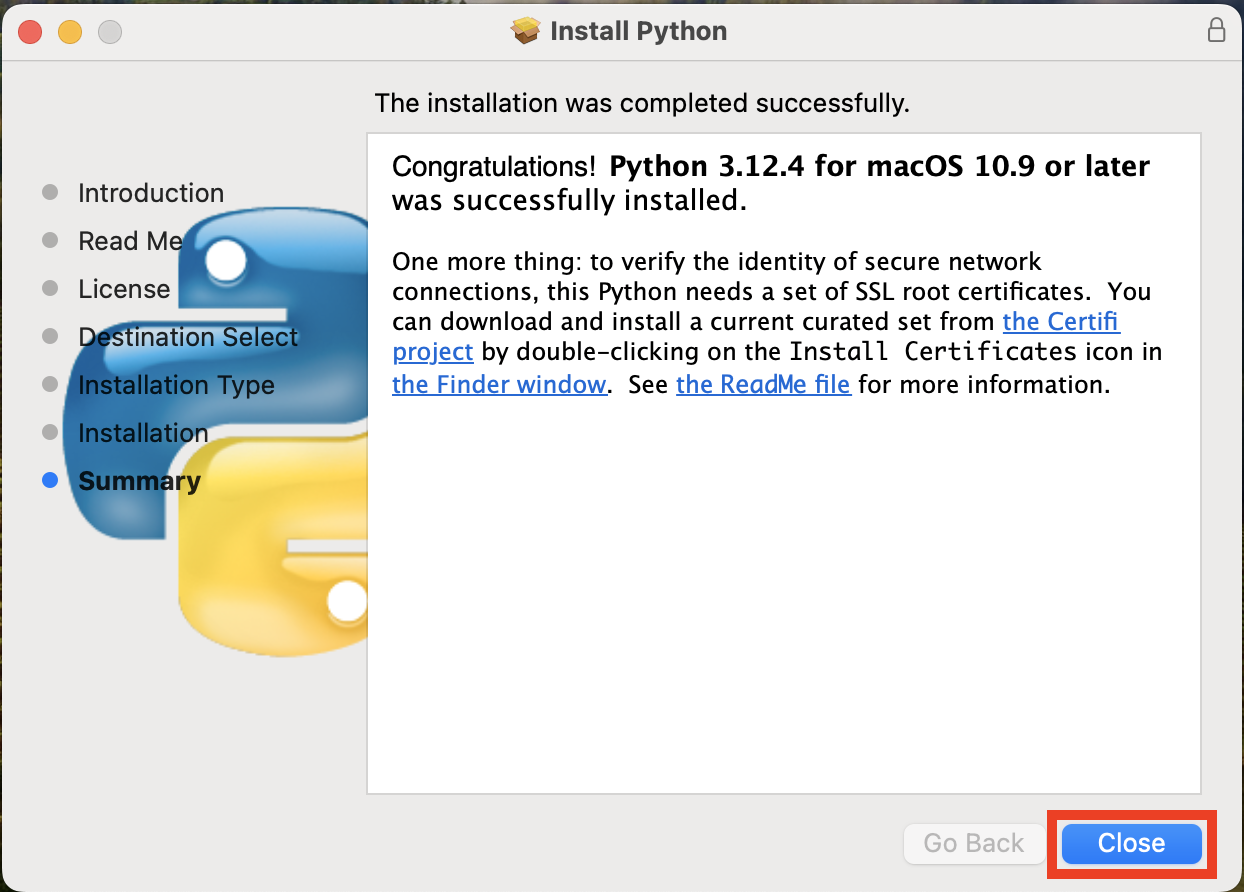 Install Python
The installation was completed successfully.
Introduction
Read Me
License
Destination Select
Installation Type
Installation
Summary
Congratulations! Python 3.12.4 for macOS 10.9 or later
was successfully installed.
One more thing: to verify the identity of secure network
connections, this Python needs a set of SSL root certificates. You
can download and install a current curated set from the Certifi
project by double-clicking on the Install Certificates icon in
the Finder window. See the ReadMe file for more information.
Go Back
Close